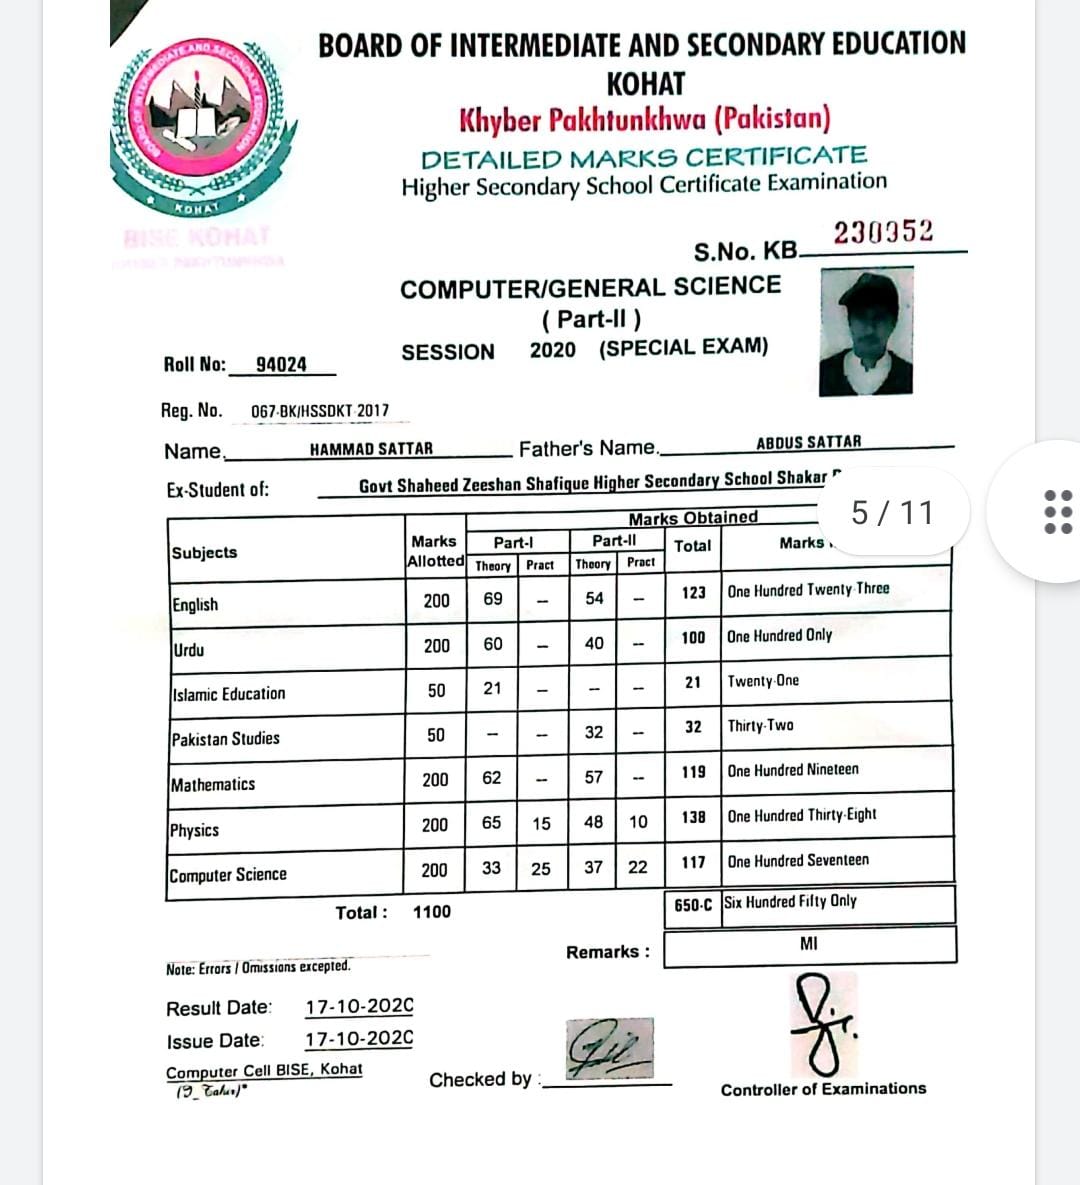 BOARD OF INTERMEDIATE AND SECONDARY EDUCATION
KOHAT
Khyber Pakhtunkhwa (Pakistan)
DETAILED MARKS CERTIFICATE
Higher Secondary School Certificate Examination
BOARD OF INTERMEDIATE AND SECONDARY EDUCATION
KOHAT
BISE KOHAT
S.No. KB 230952
COMPUTER/GENERAL SCIENCE
( Part-II )
SESSION 2020 (SPECIAL EXAM)
Roll No: 94024
Reg. No. 067-BK/HSSDKT-2017
Name. HAMMAD SATTAR Father's Name. ABDUS SATTAR
Ex-Student of: Govt Shaheed Zeeshan Shafique Higher Secondary School Shakar
5 / 11
Subjects Marks Allotted Marks Obtained
Part-I Part-II Total Marks
Theory Pract Theory Pract
English 200 69 -- 54 -- 123 One Hundred Twenty-Three
Urdu 200 60 -- 40 -- 100 One Hundred Only
Islamic Education 50 21 -- -- -- 21 Twenty-One
Pakistan Studies 50 -- -- 32 -- 32 Thirty-Two
Mathematics 200 62 -- 57 -- 119 One Hundred Nineteen
Physics 200 65 15 48 10 138 One Hundred Thirty-Eight
Computer Science 200 33 25 37 22 117 One Hundred Seventeen
Total : 1100 650-C Six Hundred Fifty Only
Remarks : MI
Note: Errors / Omissions excepted.
Result Date: 17-10-2020
Issue Date: 17-10-2020
Computer Cell BISE, Kohat
Checked by :
Controller of Examinations